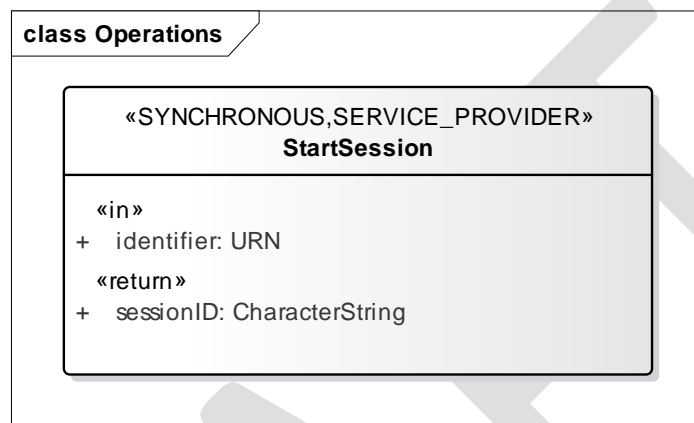 class Operations
«SYNCHRONOUS,SERVICE_PROVIDER»
StartSession
«in»
+ identifier: URN
«return»
+ sessionID: CharacterString